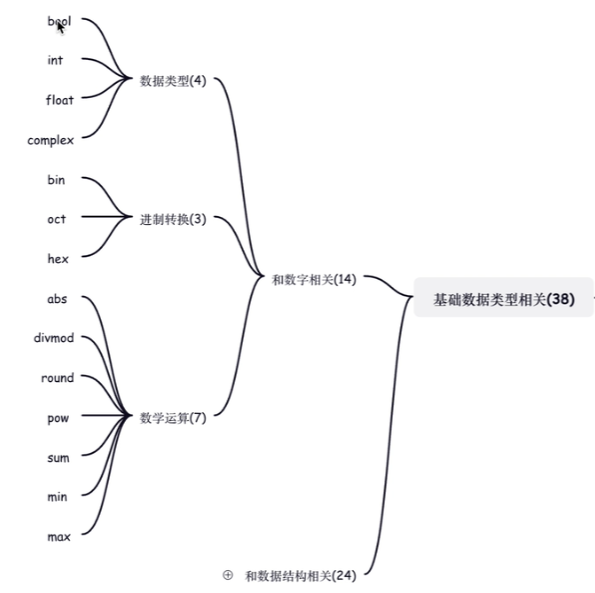 bool
int
float
complex
数据类型(4)
bin
oct
hex
进制转换(3)
abs
divmod
round
pow
sum
min
max
数学运算(7)
和数字相关(14)
和数据结构相关(24)
基础数据类型相关(38)